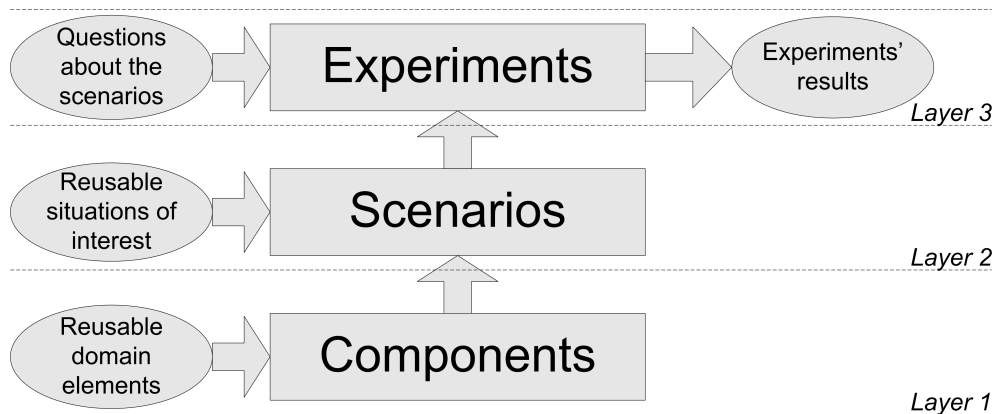 Questions
about the
scenarios
Experiments
Experiments’
results
Layer 3
Reusable
situations of
interest
Scenarios
Layer 2
Reusable
domain
elements
Components
Layer 1